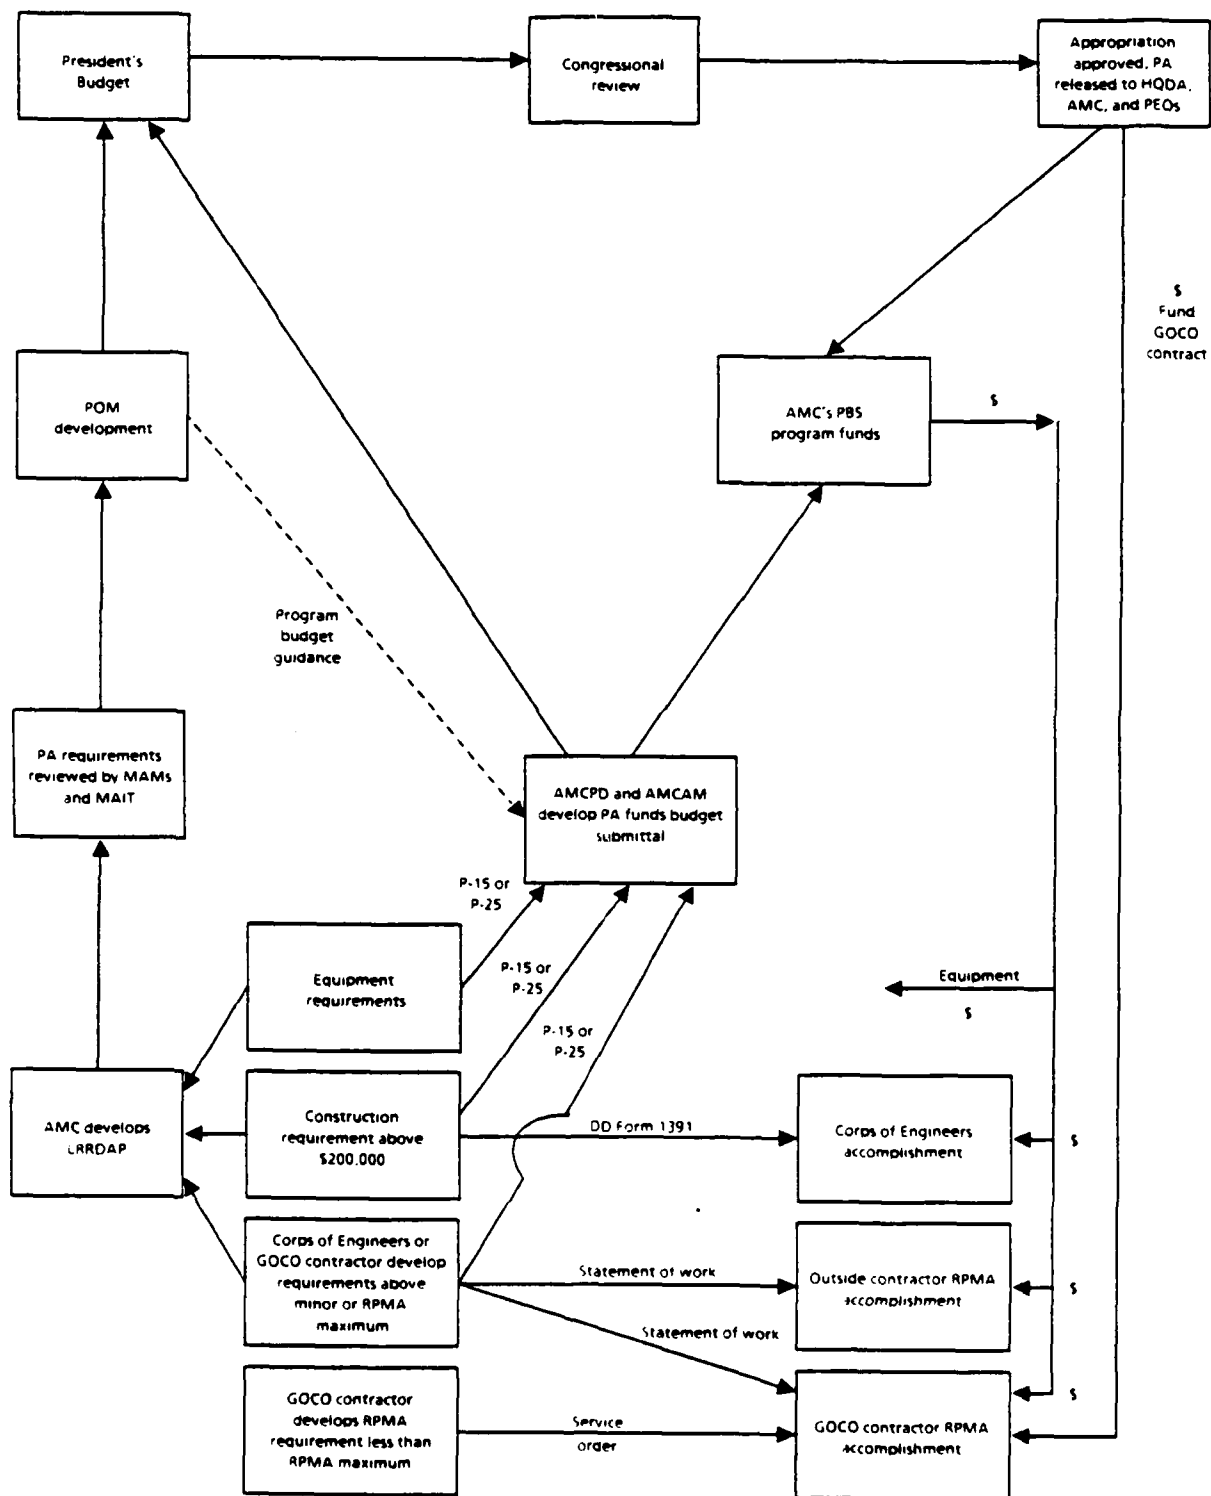 President's
Budget
Congressional
review
Appropriation
approved, PA
released to HQDA,
AMC, and PEOs
$
Fund
GOCO
contract
POM
development
AMC's PBS
program funds
$
Program
budget
guidance
PA requirements
reviewed by MAMs
and MAIT
AMCPD and AMCAM
develop PA funds budget
submittal
P-15 or
P-25
Equipment
requirements
P-15 or
P-25
Equipment
$
P-15 or
P-25
AMC develops
LRRDAP
Construction
requirement above
$200,000
DD Form 1391
Corps of Engineers
accomplishment
$
Corps of Engineers or
GOCO contractor develop
requirements above
minor or RPMA
maximum
Statement of work
Outside contractor RPMA
accomplishment
$
Statement of work
GOCO contractor
develops RPMA
requirement less than
RPMA maximum
Service
order
GOCO contractor RPMA
accomplishment
$